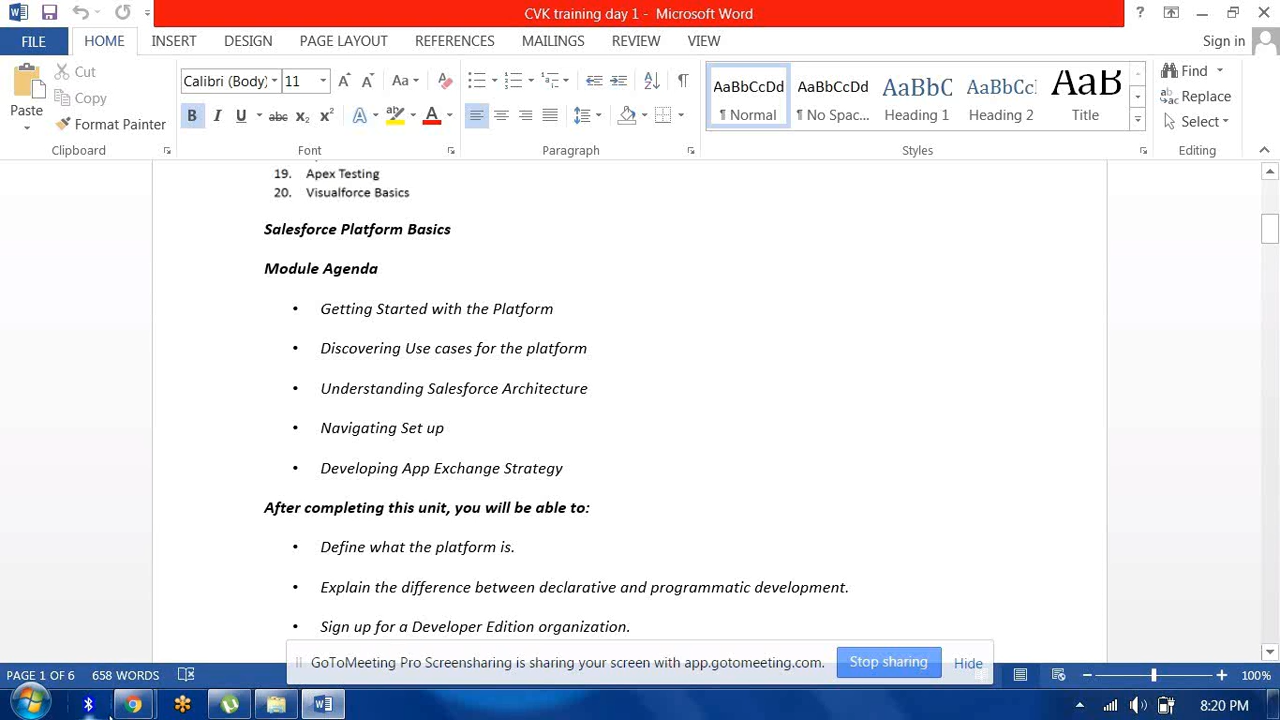 CVK training day 1 - Microsoft Word
FILE HOME INSERT DESIGN PAGE LAYOUT REFERENCES MAILINGS REVIEW VIEW Sign in
Paste
Cut
Copy
Format Painter
Clipboard
Calibri (Body) 11
Font
Paragraph
AaBbCcDd AaBbCcDd AaBbC AaBbCc AaB
¶ Normal ¶ No Spac... Heading 1 Heading 2 Title
Styles
Find
Replace
Select
Editing
19. Apex Testing
20. Visualforce Basics
Salesforce Platform Basics
Module Agenda
• Getting Started with the Platform
• Discovering Use cases for the platform
• Understanding Salesforce Architecture
• Navigating Set up
• Developing App Exchange Strategy
After completing this unit, you will be able to:
• Define what the platform is.
• Explain the difference between declarative and programmatic development.
• Sign up for a Developer Edition organization.
GoToMeeting Pro Screensharing is sharing your screen with app.gotomeeting.com. Stop sharing Hide
PAGE 1 OF 6 658 WORDS 100%
8:20 PM